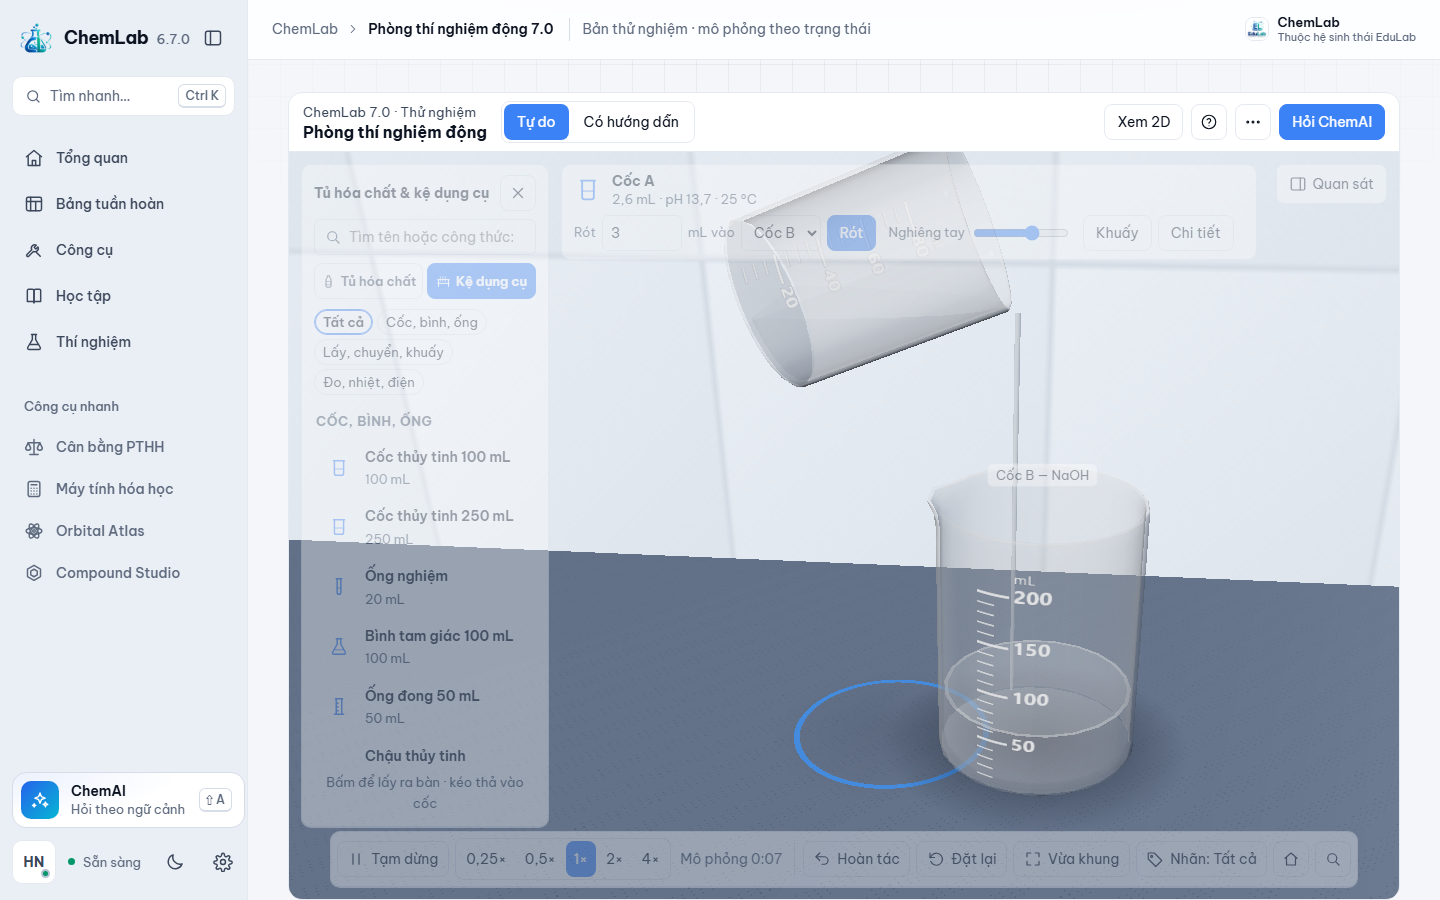 ChemLab 6.7.0
Tìm nhanh... Ctrl K
Tổng quan
Bảng tuần hoàn
Công cụ
Học tập
Thí nghiệm
Công cụ nhanh
Cân bằng PTHH
Máy tính hóa học
Orbital Atlas
Compound Studio
ChemAI
Hỏi theo ngữ cảnh
⇧ A
HN
Sẵn sàng
ChemLab > Phòng thí nghiệm động 7.0 Bản thử nghiệm · mô phỏng theo trạng thái
ChemLab
Thuộc hệ sinh thái EduLab
ChemLab 7.0 · Thử nghiệm
Phòng thí nghiệm động
Tự do Có hướng dẫn
Xem 2D
Hỏi ChemAI
Tủ hóa chất & kệ dụng cụ
Tìm tên hoặc công thức:
Tủ hóa chất Kệ dụng cụ
Tất cả Cốc, bình, ống
Lấy, chuyển, khuấy
Đo, nhiệt, điện
CỐC, BÌNH, ỐNG
Cốc thủy tinh 100 mL
100 mL
Cốc thủy tinh 250 mL
250 mL
Ống nghiệm
20 mL
Bình tam giác 100 mL
100 mL
Ống đong 50 mL
50 mL
Chậu thủy tinh
Bấm để lấy ra bàn · kéo thả vào
cốc
Cốc A
2,6 mL · pH 13,7 · 25 °C
Rót 3 mL vào Cốc B Rót Nghiêng tay Khuấy Chi tiết
Quan sát
20
40
60
80
Cốc B — NaOH
mL
200
150
100
50
Tạm dừng 0,25× 0,5× 1× 2× 4× Mô phỏng 0:07 Hoàn tác Đặt lại Vừa khung Nhãn: Tất cả